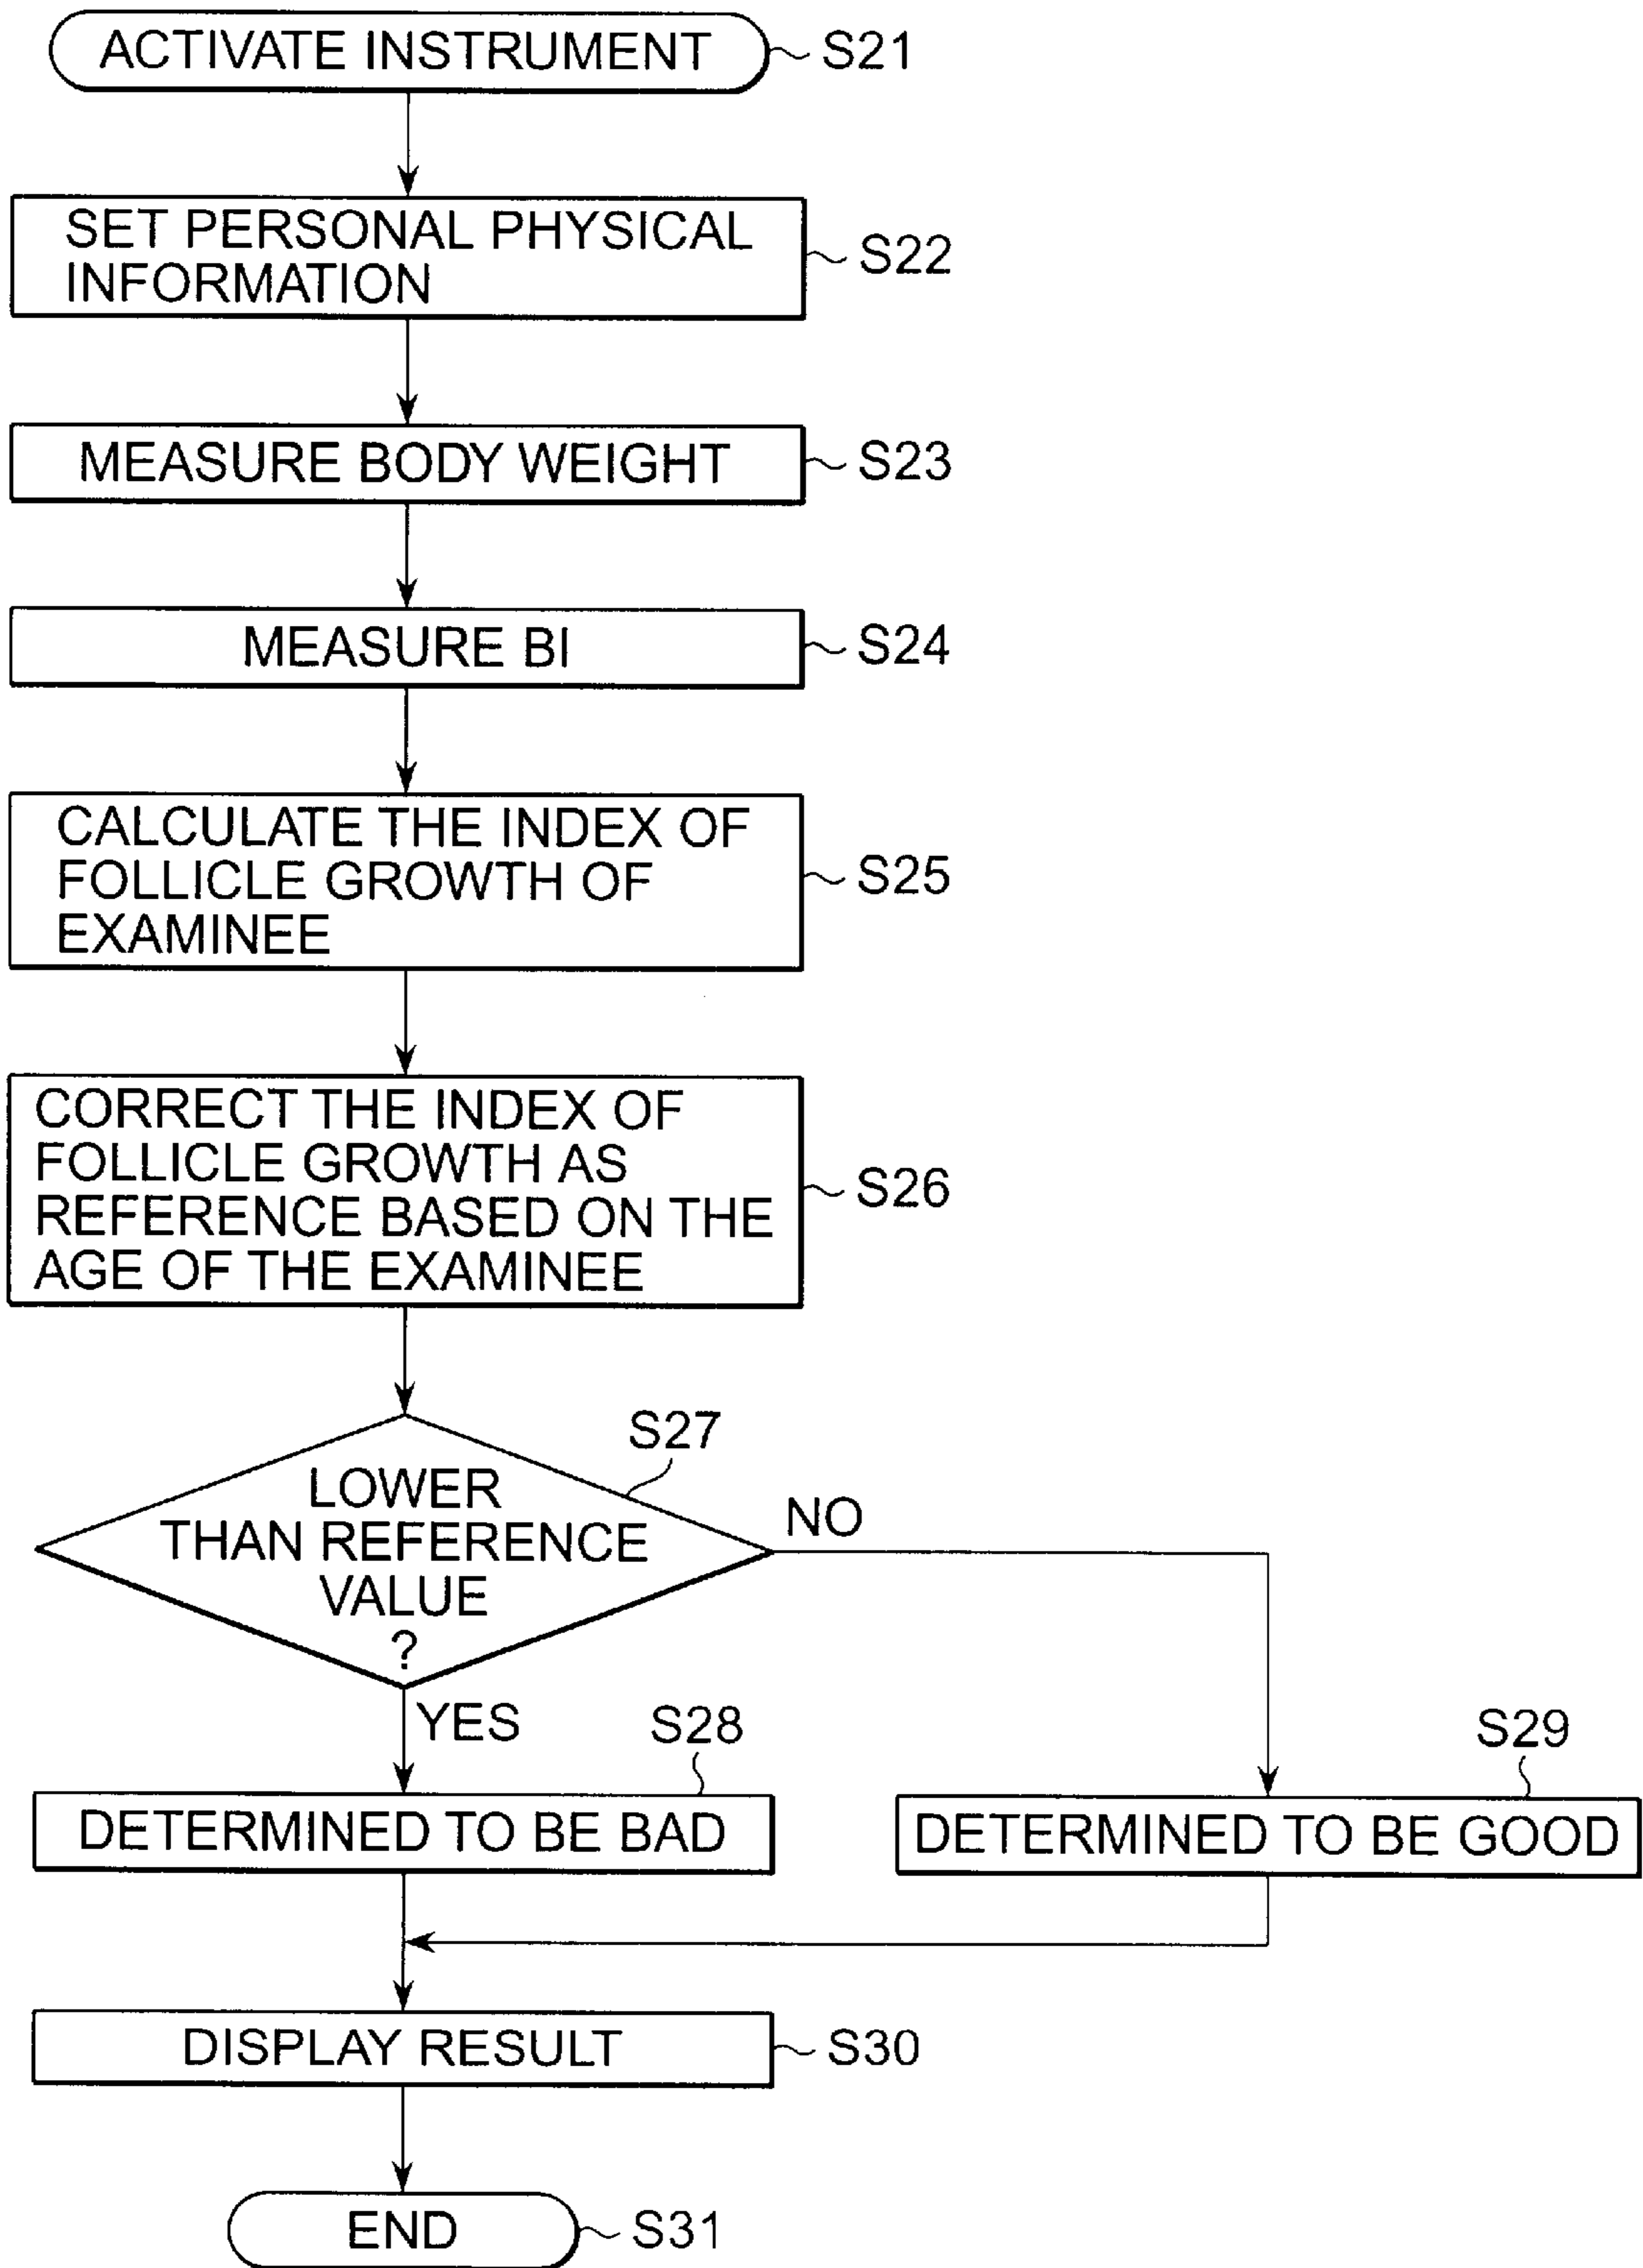 ACTIVATE INSTRUMENT
S21
SET PERSONAL PHYSICAL
INFORMATION
S22
MEASURE BODY WEIGHT
S23
MEASURE BI
S24
CALCULATE THE INDEX OF
FOLLICLE GROWTH OF
EXAMINEE
S25
CORRECT THE INDEX OF
FOLLICLE GROWTH AS
REFERENCE BASED ON THE
AGE OF THE EXAMINEE
S26
S27
LOWER
THAN REFERENCE
VALUE
?
NO
YES
S28
DETERMINED TO BE BAD
S29
DETERMINED TO BE GOOD
DISPLAY RESULT
S30
END
S31